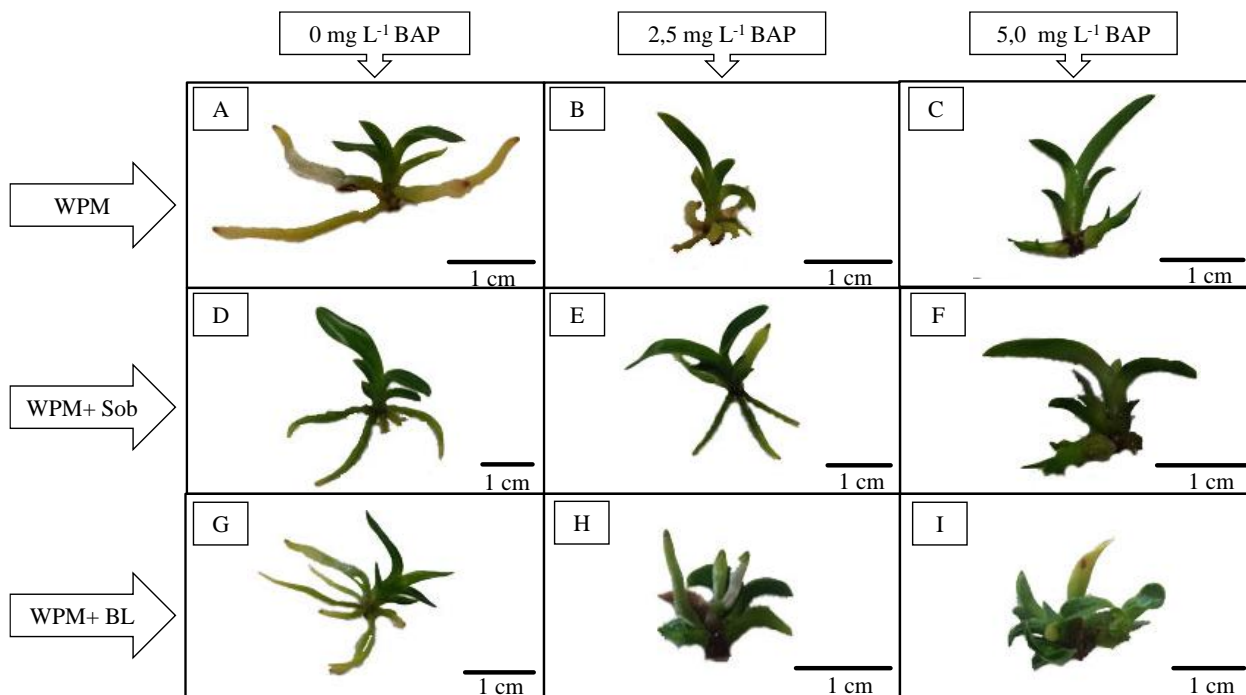 0 mg L-1 BAP
2,5 mg L-1 BAP
5,0 mg L-1 BAP
WPM
A
1 cm
B
1 cm
C
1 cm
WPM+ Sob
D
1 cm
E
1 cm
F
1 cm
WPM+ BL
G
1 cm
H
1 cm
I
1 cm